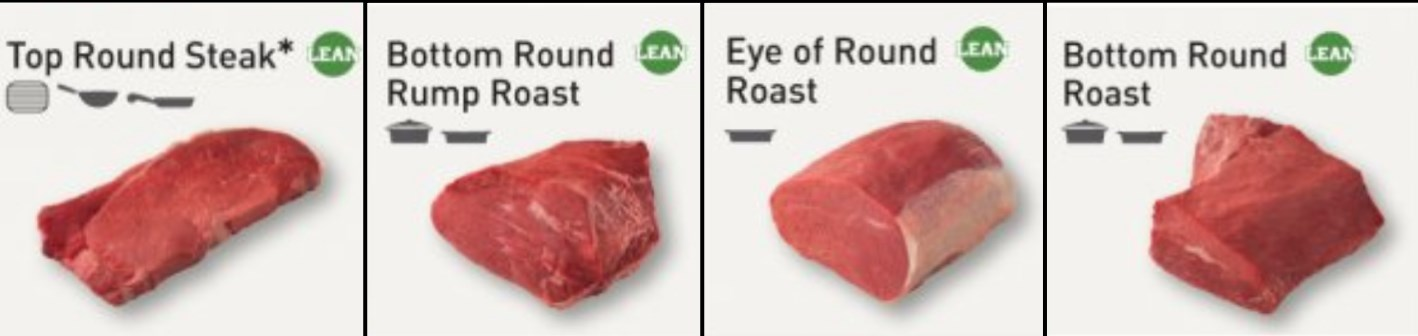 Top Round Steak* LEAN
Bottom Round LEAN
Rump Roast
Eye of Round LEAN
Roast
Bottom Round LEAN
Roast